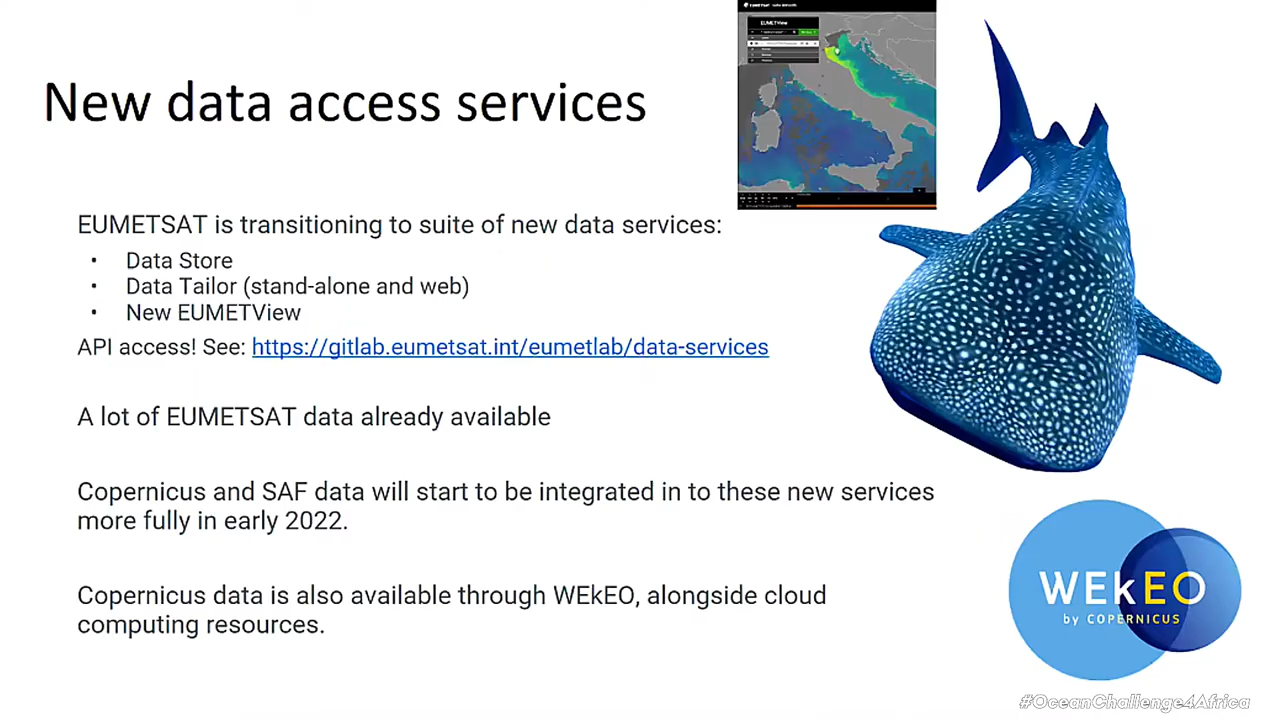 EUMETView
New data access services
EUMETSAT is transitioning to suite of new data services:
• Data Store
• Data Tailor (stand-alone and web)
• New EUMETView
API access! See: https://gitlab.eumetsat.int/eumetlab/data-services
A lot of EUMETSAT data already available
Copernicus and SAF data will start to be integrated in to these new services
more fully in early 2022.
Copernicus data is also available through WEkEO, alongside cloud
computing resources.
WEkEO
by COPERNICUS
#OceanChallenge4Africa